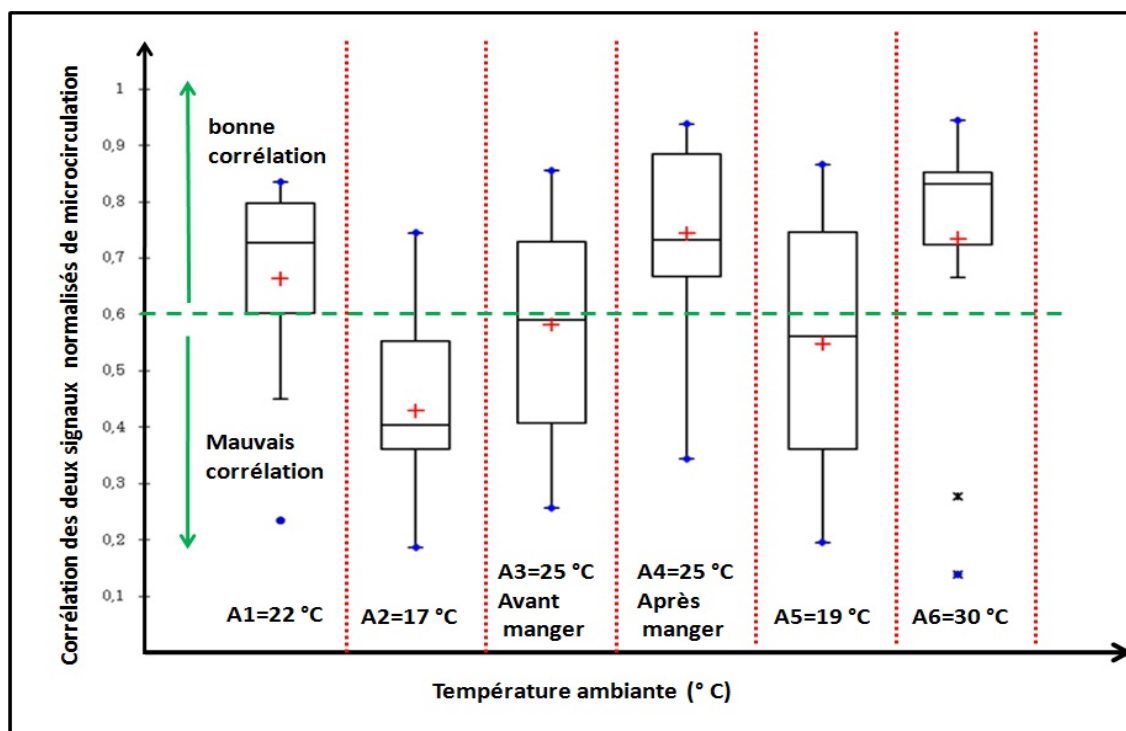 Corrélation des deux signaux normalisés de microcirculation
1
0,9
0,8
0,7
0,6
0,5
0,4
0,3
0,2
0,1
bonne
corrélation
Mauvais
corrélation
A1=22 °C
A2=17 °C
A3=25 °C
Avant
manger
A4=25 °C
Après
manger
A5=19 °C
A6=30 °C
Température ambiante (° C)